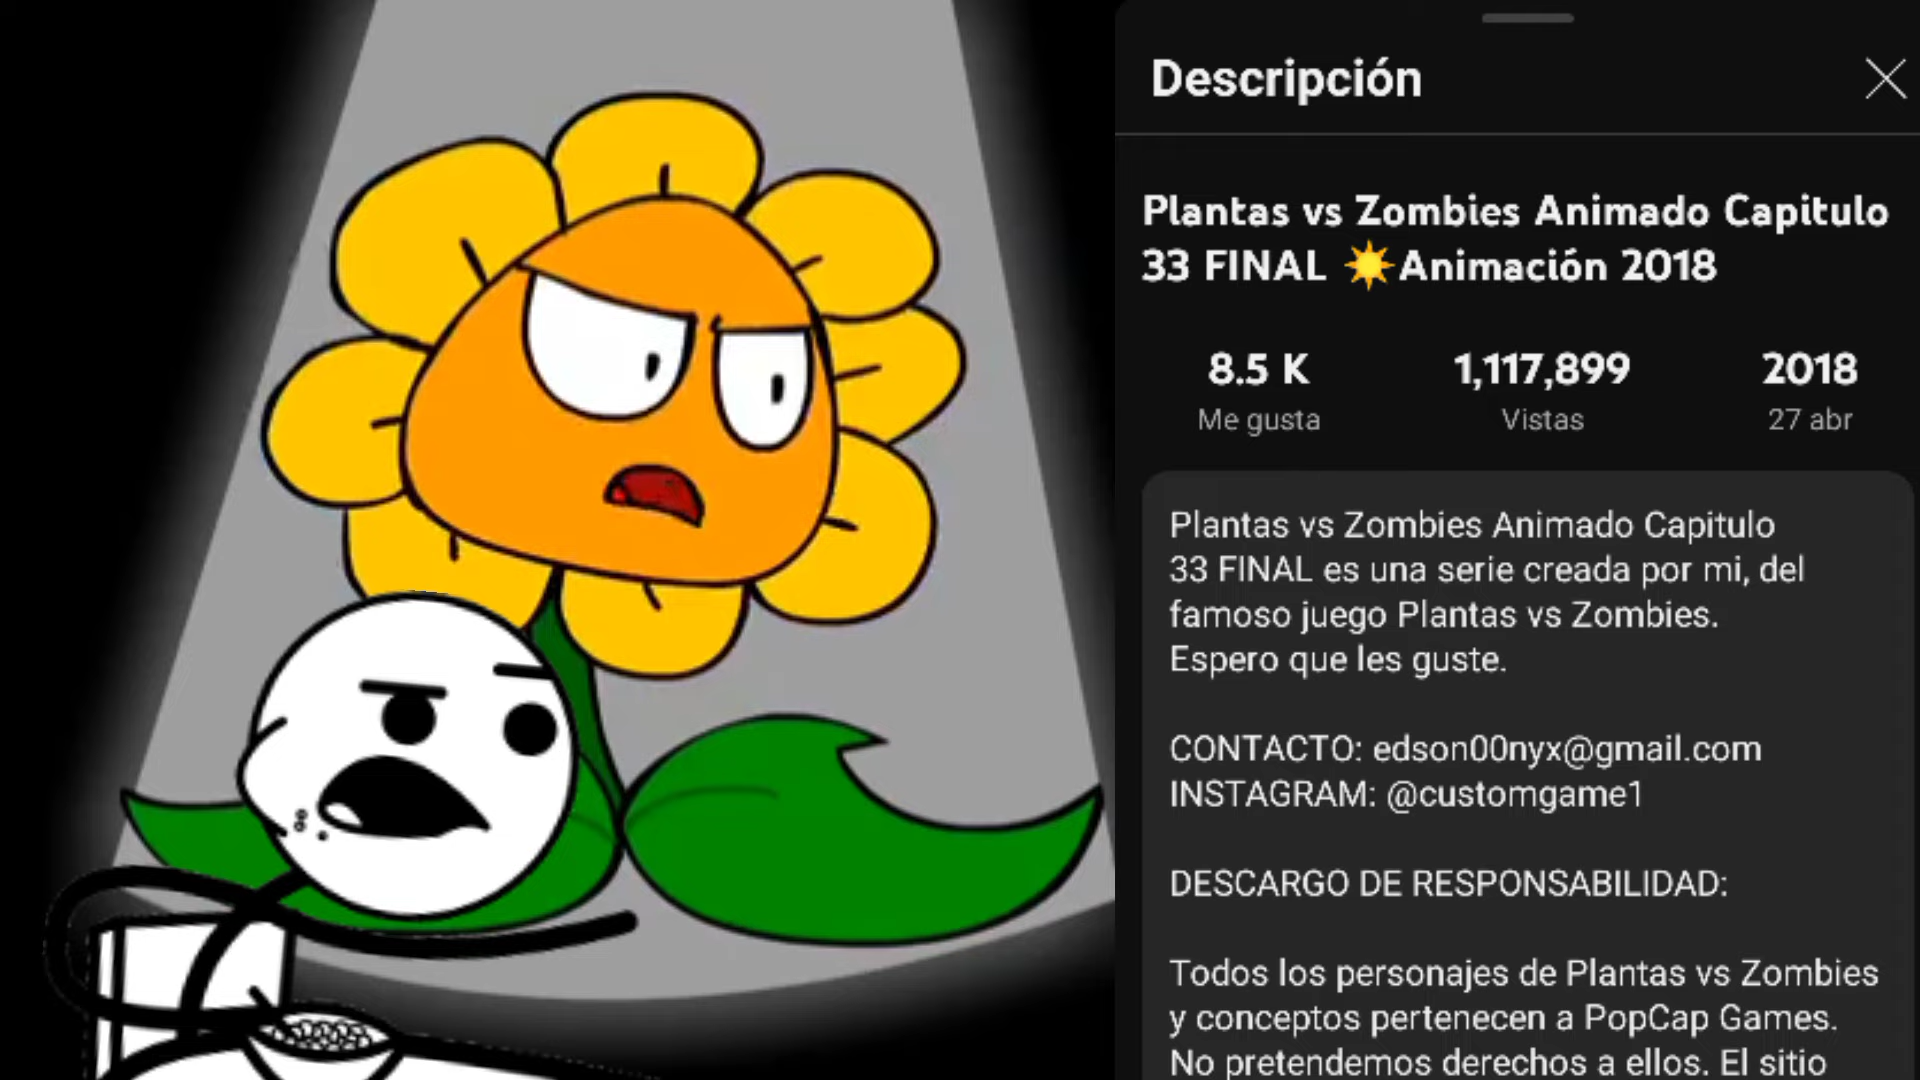 Descripción
Plantas vs Zombies Animado Capitulo
33 FINAL ☀️Animación 2018
8.5 K
Me gusta
1,117,899
Vistas
2018
27 abr
Plantas vs Zombies Animado Capitulo
33 FINAL es una serie creada por mi, del
famoso juego Plantas vs Zombies.
Espero que les guste.
CONTACTO: edson00nyx@gmail.com
INSTAGRAM: @customgame1
DESCARGO DE RESPONSABILIDAD:
Todos los personajes de Plantas vs Zombies
y conceptos pertenecen a PopCap Games.
No pretendemos derechos a ellos. El sitio